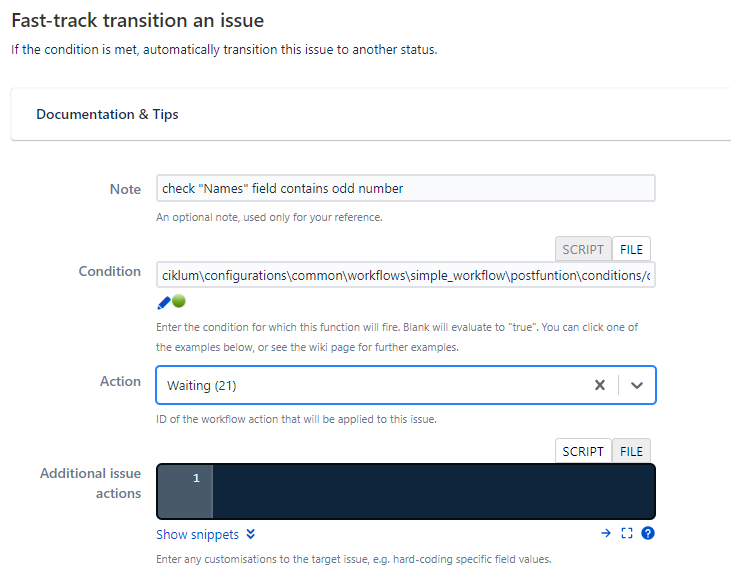 Fast-track transition an issue
If the condition is met, automatically transition this issue to another status.
Documentation & Tips
Note
check "Names" field contains odd number
An optional note, used only for your reference.
SCRIPT FILE
Condition
ciklum\configurations\common\workflows\simple_workflow\postfuntion\conditions/
Enter the condition for which this function will fire. Blank will evaluate to "true". You can click one of
the examples below, or see the wiki page for further examples.
Action
Waiting (21)
ID of the workflow action that will be applied to this issue.
SCRIPT FILE
Additional issue
actions
1
Show snippets
Enter any customisations to the target issue, e.g. hard-coding specific field values.